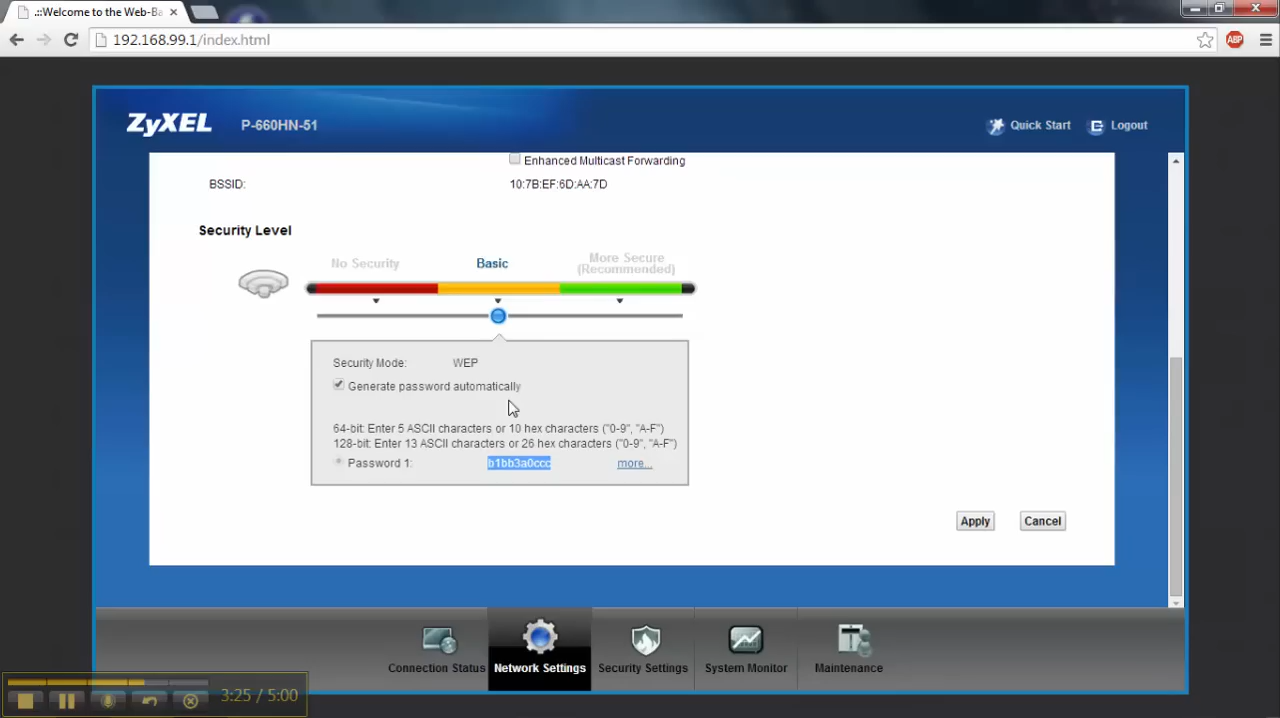 .::Welcome to the Web-Ba
192.168.99.1/index.html
ABP
ZyXEL P-660HN-51
Quick Start Logout
Enhanced Multicast Forwarding
BSSID: 10:7B:EF:6D:AA:7D
Security Level
No Security Basic More Secure
(Recommended)
Security Mode: WEP
Generate password automatically
64-bit: Enter 5 ASCII characters or 10 hex characters ("0-9", "A-F")
128-bit: Enter 13 ASCII characters or 26 hex characters ("0-9", "A-F")
Password 1: b1bb3a0ccc more...
Apply Cancel
Connection Status Network Settings Security Settings System Monitor Maintenance
3:25 / 5:00